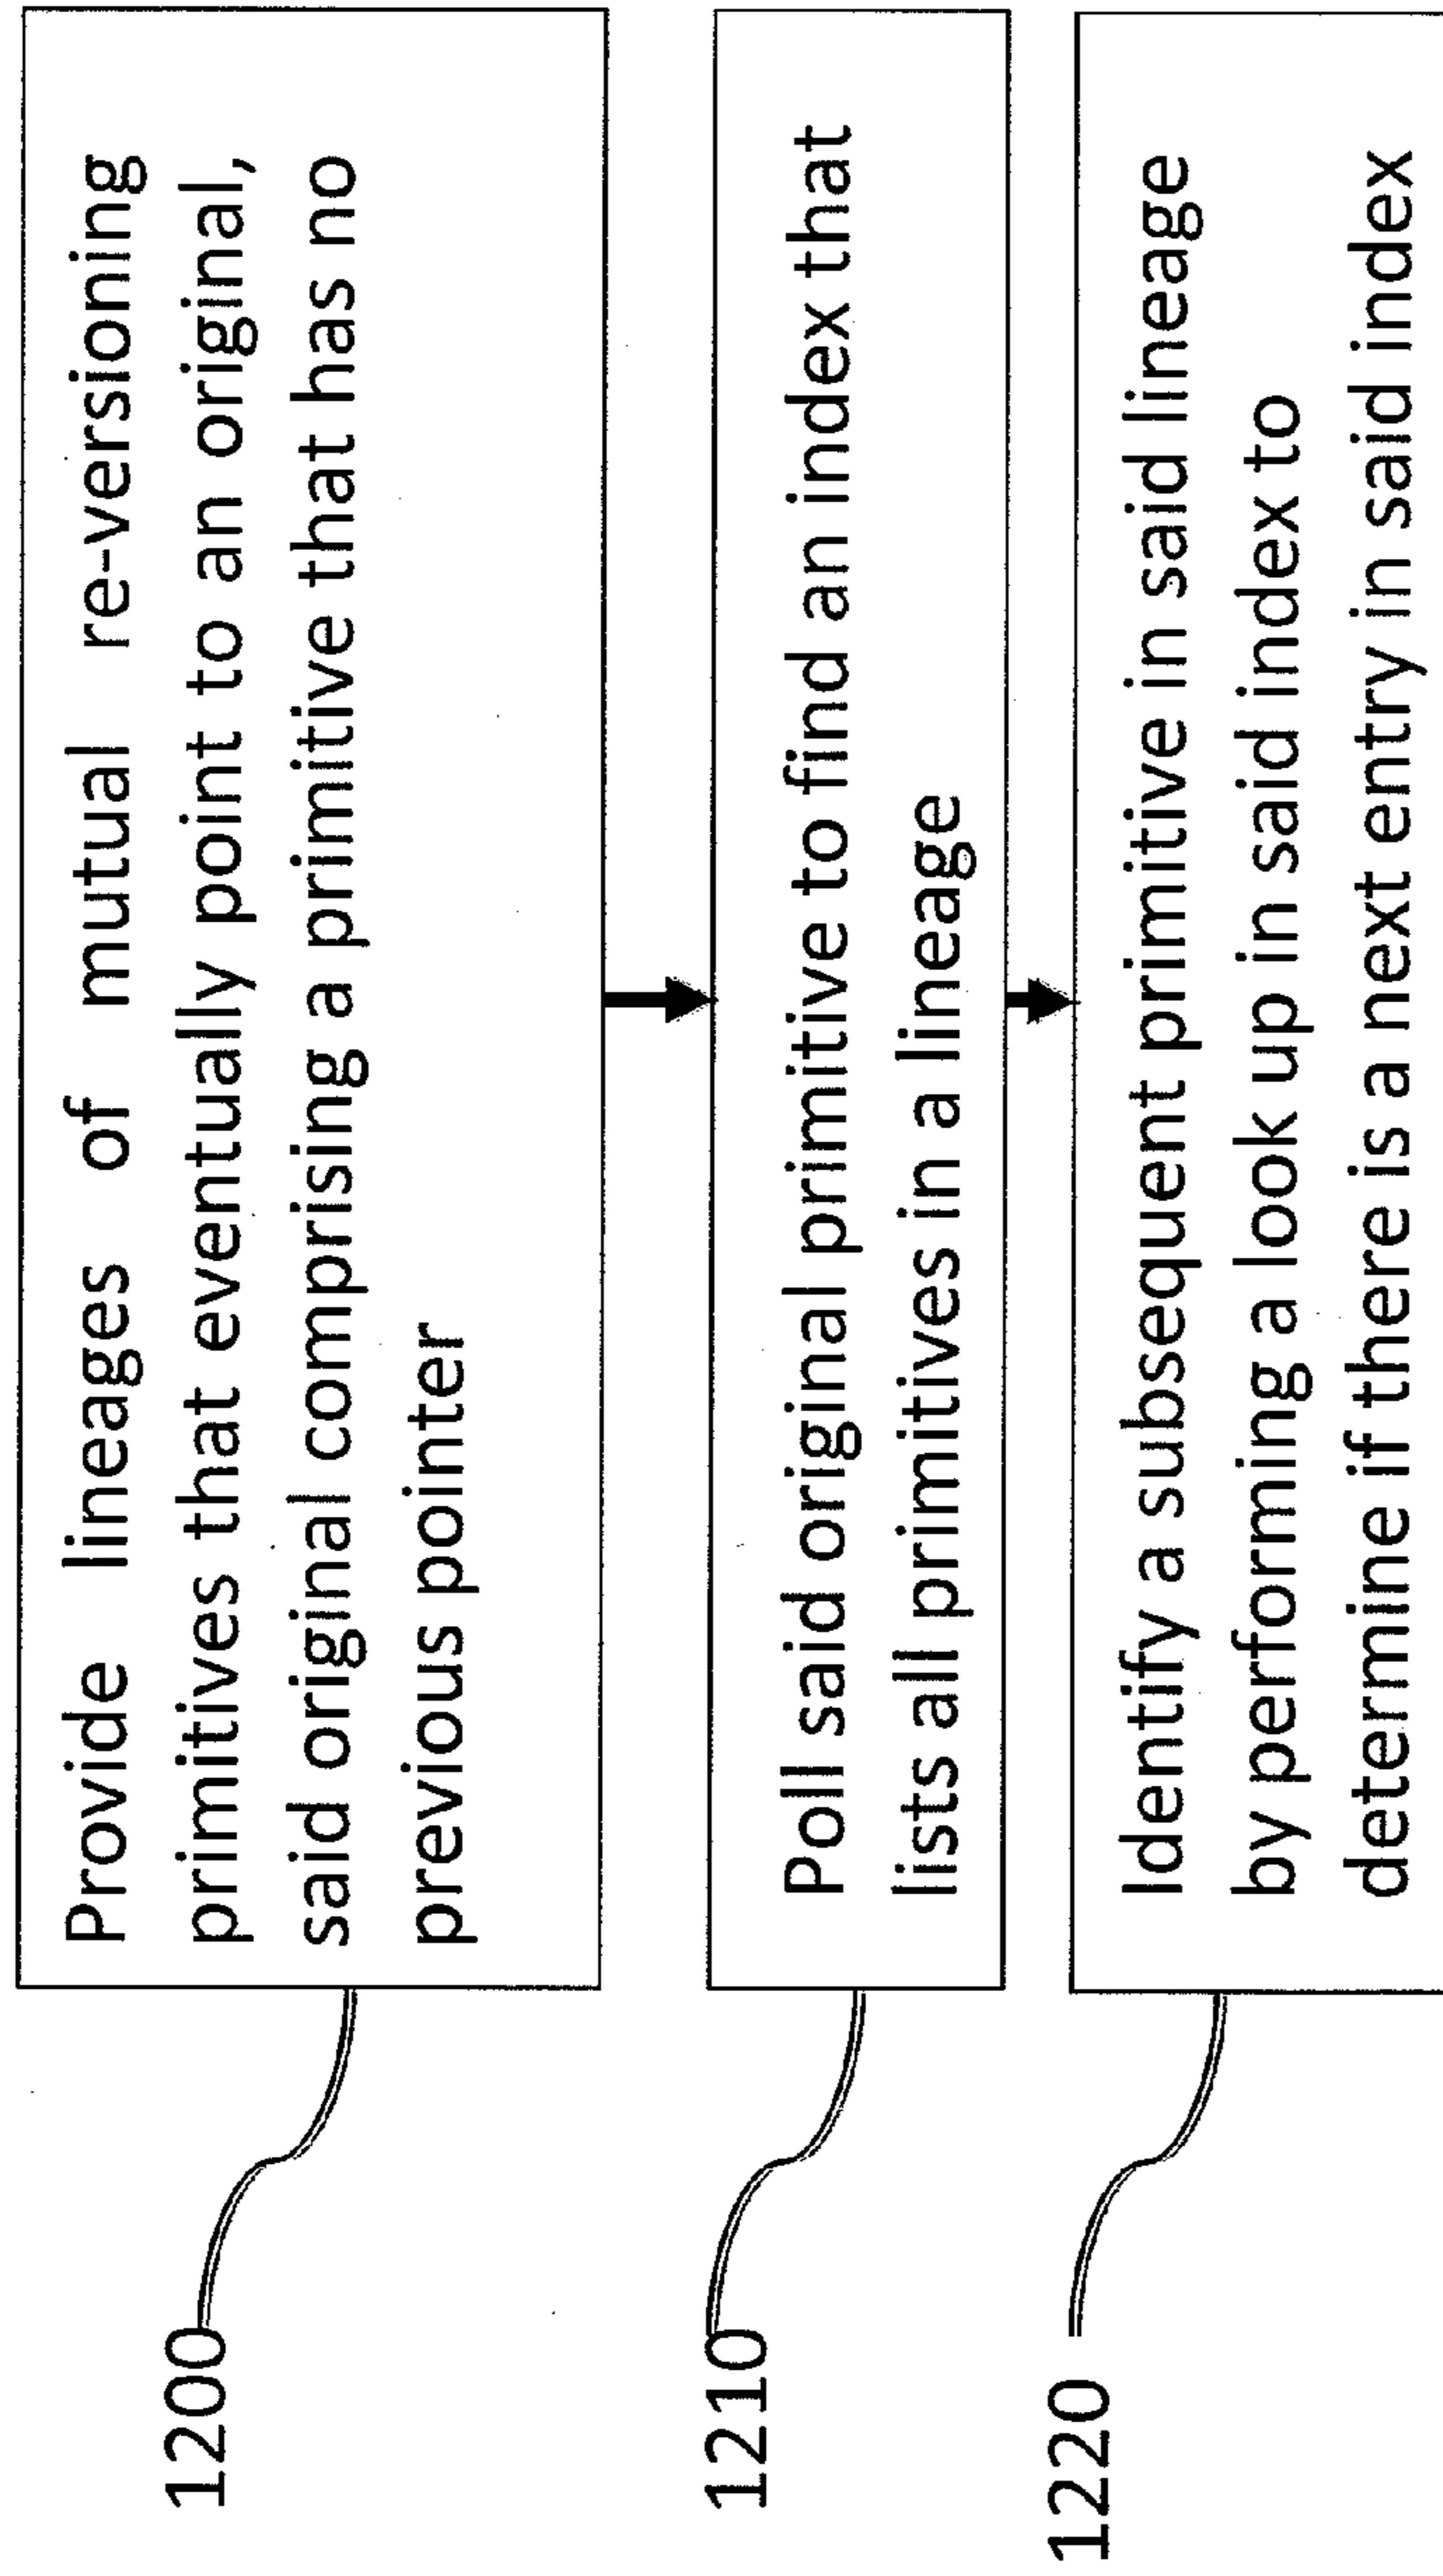 1200
Provide lineages of mutual re-versioning
primitives that eventually point to an original,
said original comprising a primitive that has no
previous pointer
1210
Poll said original primitive to find an index that
lists all primitives in a lineage
1220
Identify a subsequent primitive in said lineage
by performing a look up in said index to
determine if there is a next entry in said index